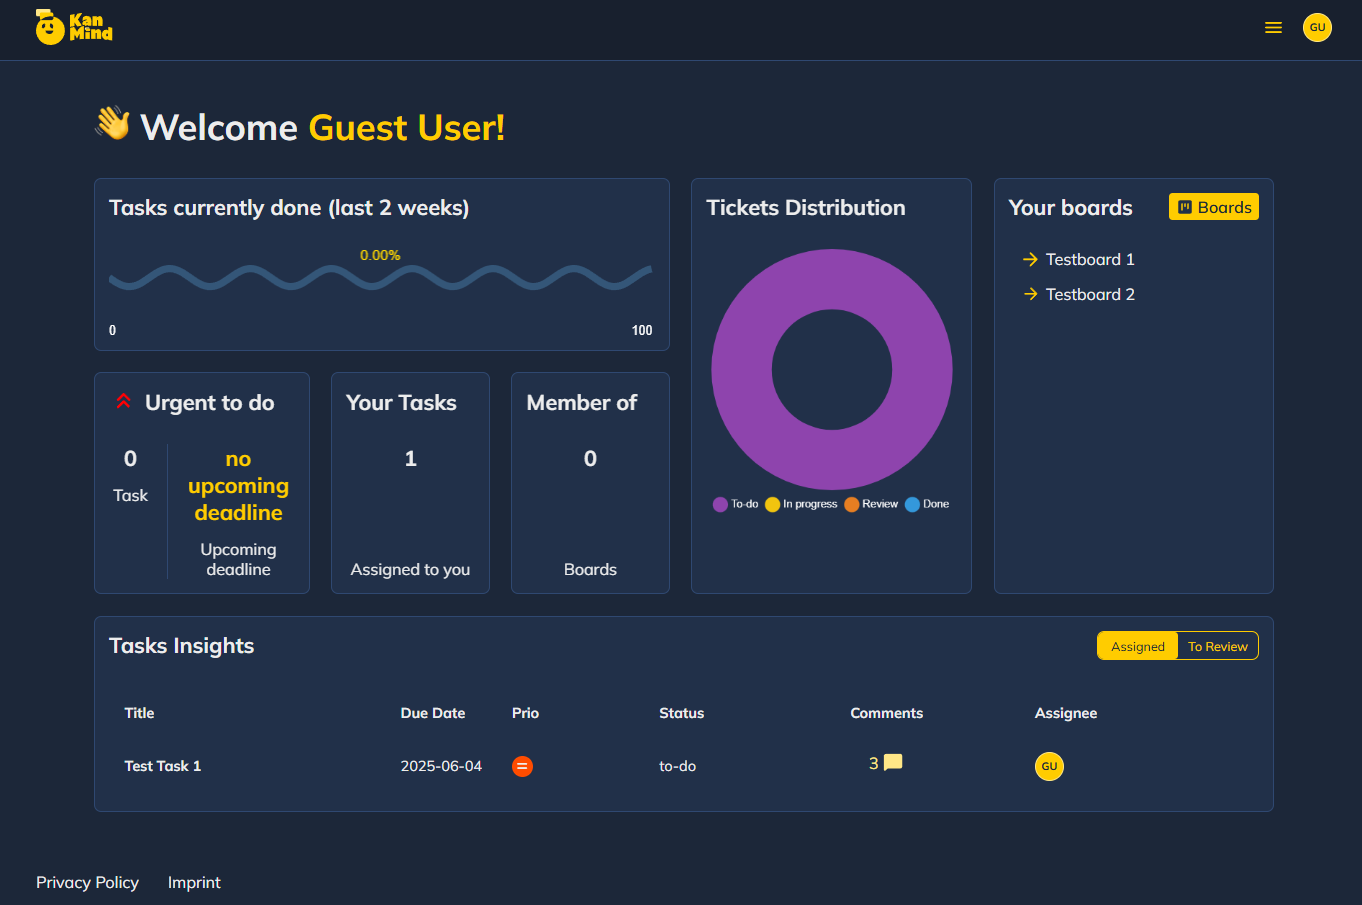 Kan
Mind
GU
Welcome Guest User!
Tasks currently done (last 2 weeks)
0.00%
0
100
Urgent to do
0
Task
no
upcoming
deadline
Upcoming
deadline
Your Tasks
1
Assigned to you
Member of
0
Boards
Tickets Distribution
To-do In progress Review Done
Your boards
Boards
Testboard 1
Testboard 2
Tasks Insights
Assigned To Review
Title Due Date Prio Status Comments Assignee
Test Task 1 2025-06-04 to-do 3 GU
Privacy Policy Imprint